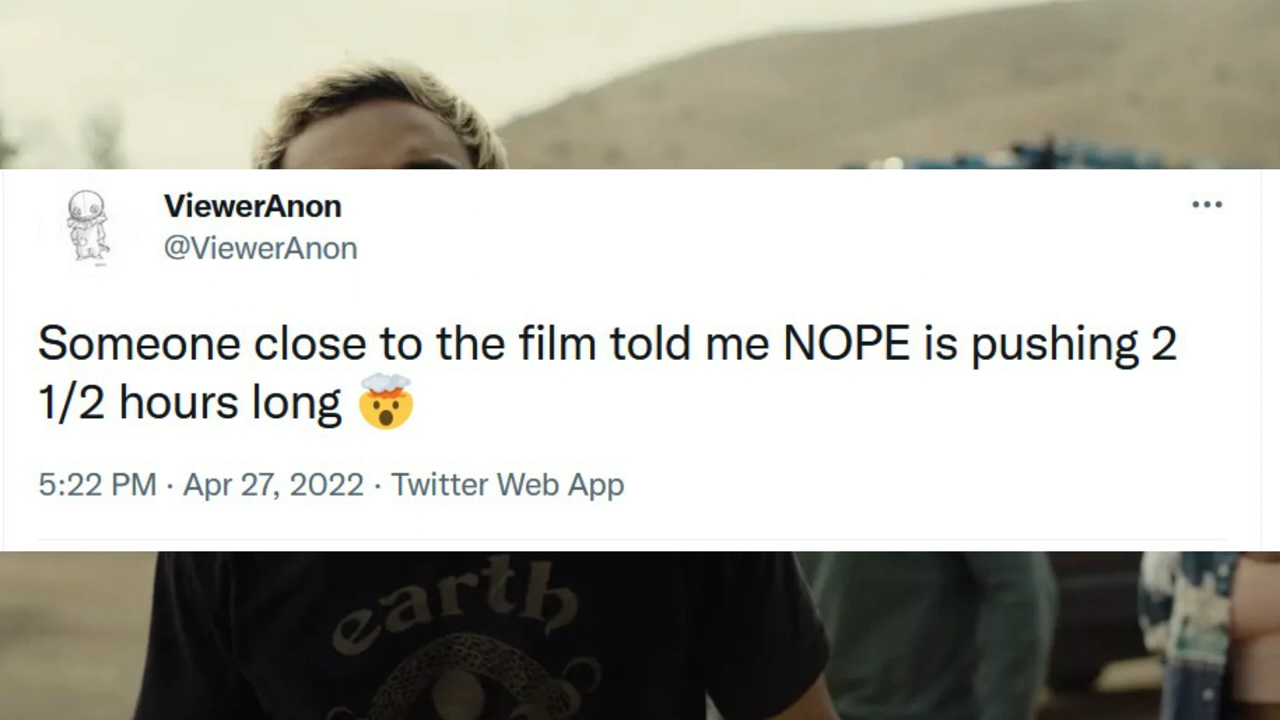 ViewerAnon
@ViewerAnon
Someone close to the film told me NOPE is pushing 2
1/2 hours long 🤯
5:22 PM · Apr 27, 2022 · Twitter Web App
earth